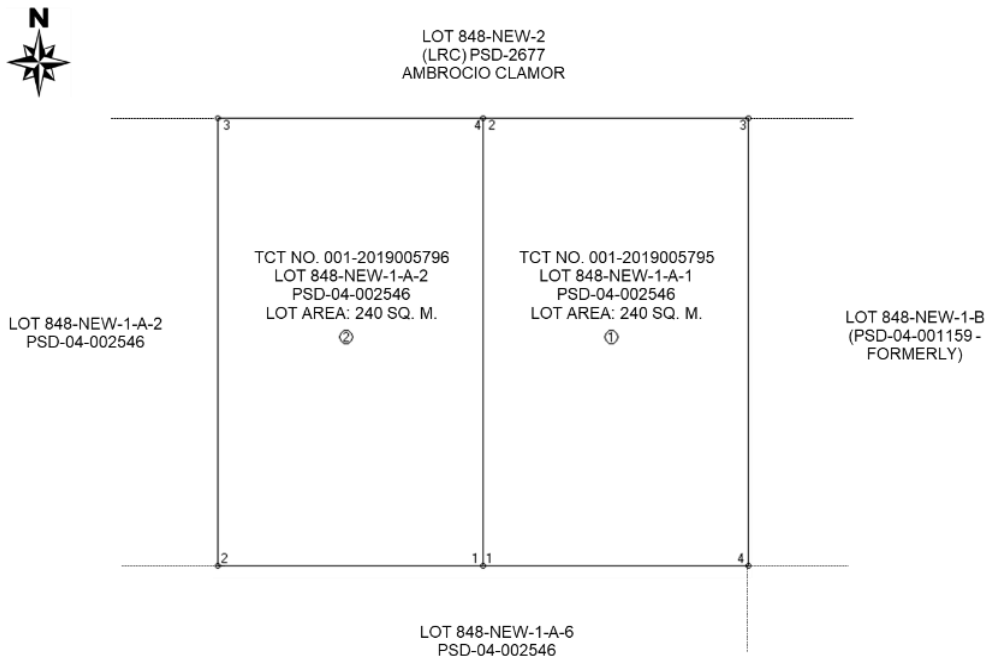 N
LOT 848-NEW-2
(LRC) PSD-2677
AMBROCIO CLAMOR
3
4
2
3
TCT NO. 001-2019005796
LOT 848-NEW-1-A-2
PSD-04-002546
LOT AREA: 240 SQ. M.
2
TCT NO. 001-2019005795
LOT 848-NEW-1-A-1
PSD-04-002546
LOT AREA: 240 SQ. M.
1
LOT 848-NEW-1-A-2
PSD-04-002546
LOT 848-NEW-1-B
(PSD-04-001159 -
FORMERLY)
2
1
1
4
LOT 848-NEW-1-A-6
PSD-04-002546